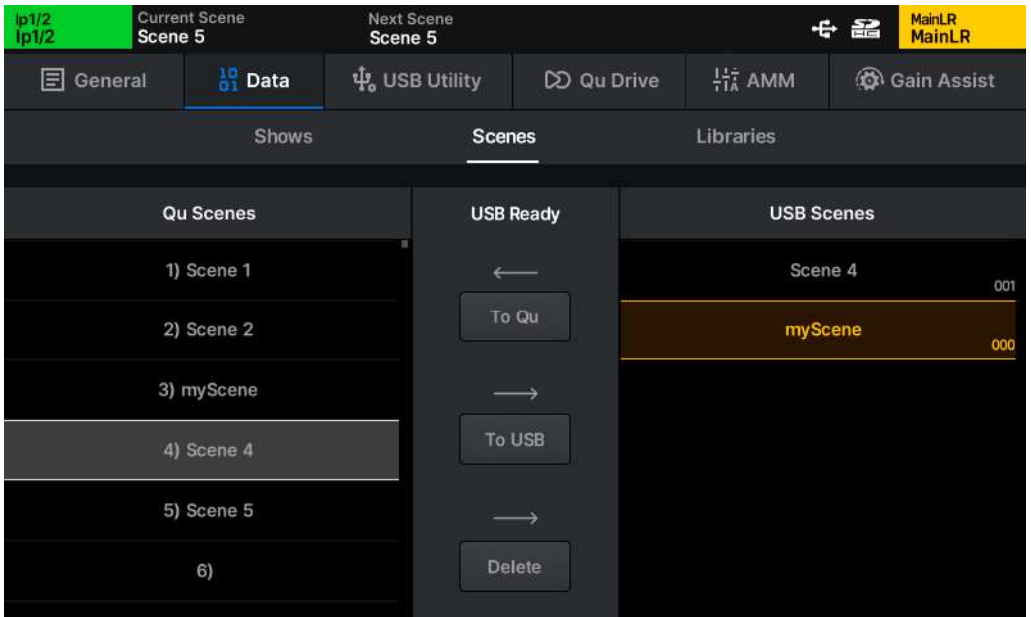 Ip1/2
Ip1/2
Current Scene
Scene 5
Next Scene
Scene 5
MainLR
MainLR
General
Data
USB Utility
Qu Drive
AMM
Gain Assist
Shows
Scenes
Libraries
Qu Scenes
USB Ready
USB Scenes
1) Scene 1
2) Scene 2
3) myScene
4) Scene 4
5) Scene 5
6)
To Qu
To USB
Delete
Scene 4
001
myScene
000